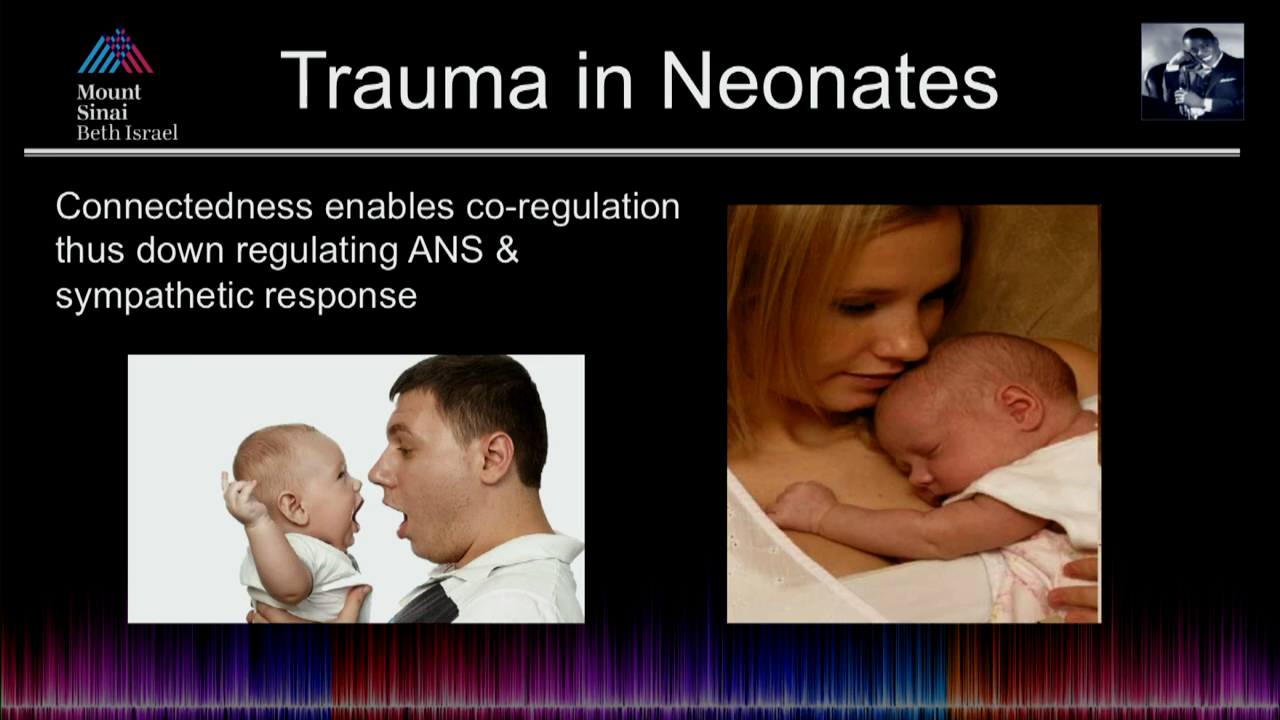 Mount
Sinai
Beth Israel
Trauma in Neonates
Connectedness enables co-regulation
thus down regulating ANS &
sympathetic response